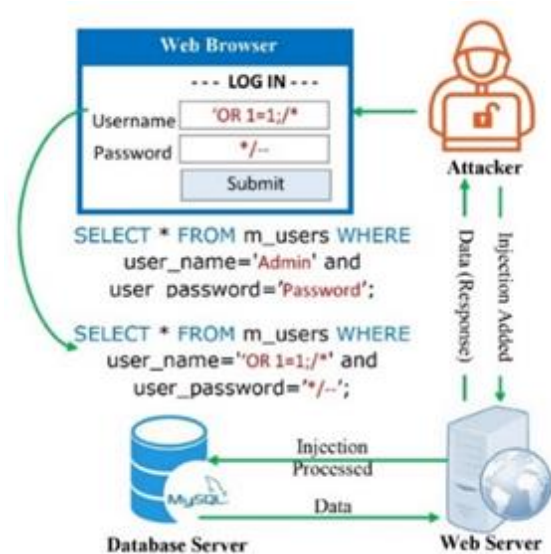 Web Browser
--- LOG IN ---
Username
'OR 1=1;/*
Password
*/--
Submit
Attacker
SELECT * FROM m_users WHERE
user_name='Admin' and
user_password='Password';
SELECT * FROM m_users WHERE
user_name=''OR 1=1;/*' and
user_password='*/--';
Data (Response)
Injection Added
Injection
Processed
MySQL
Data
Database Server
Web Server